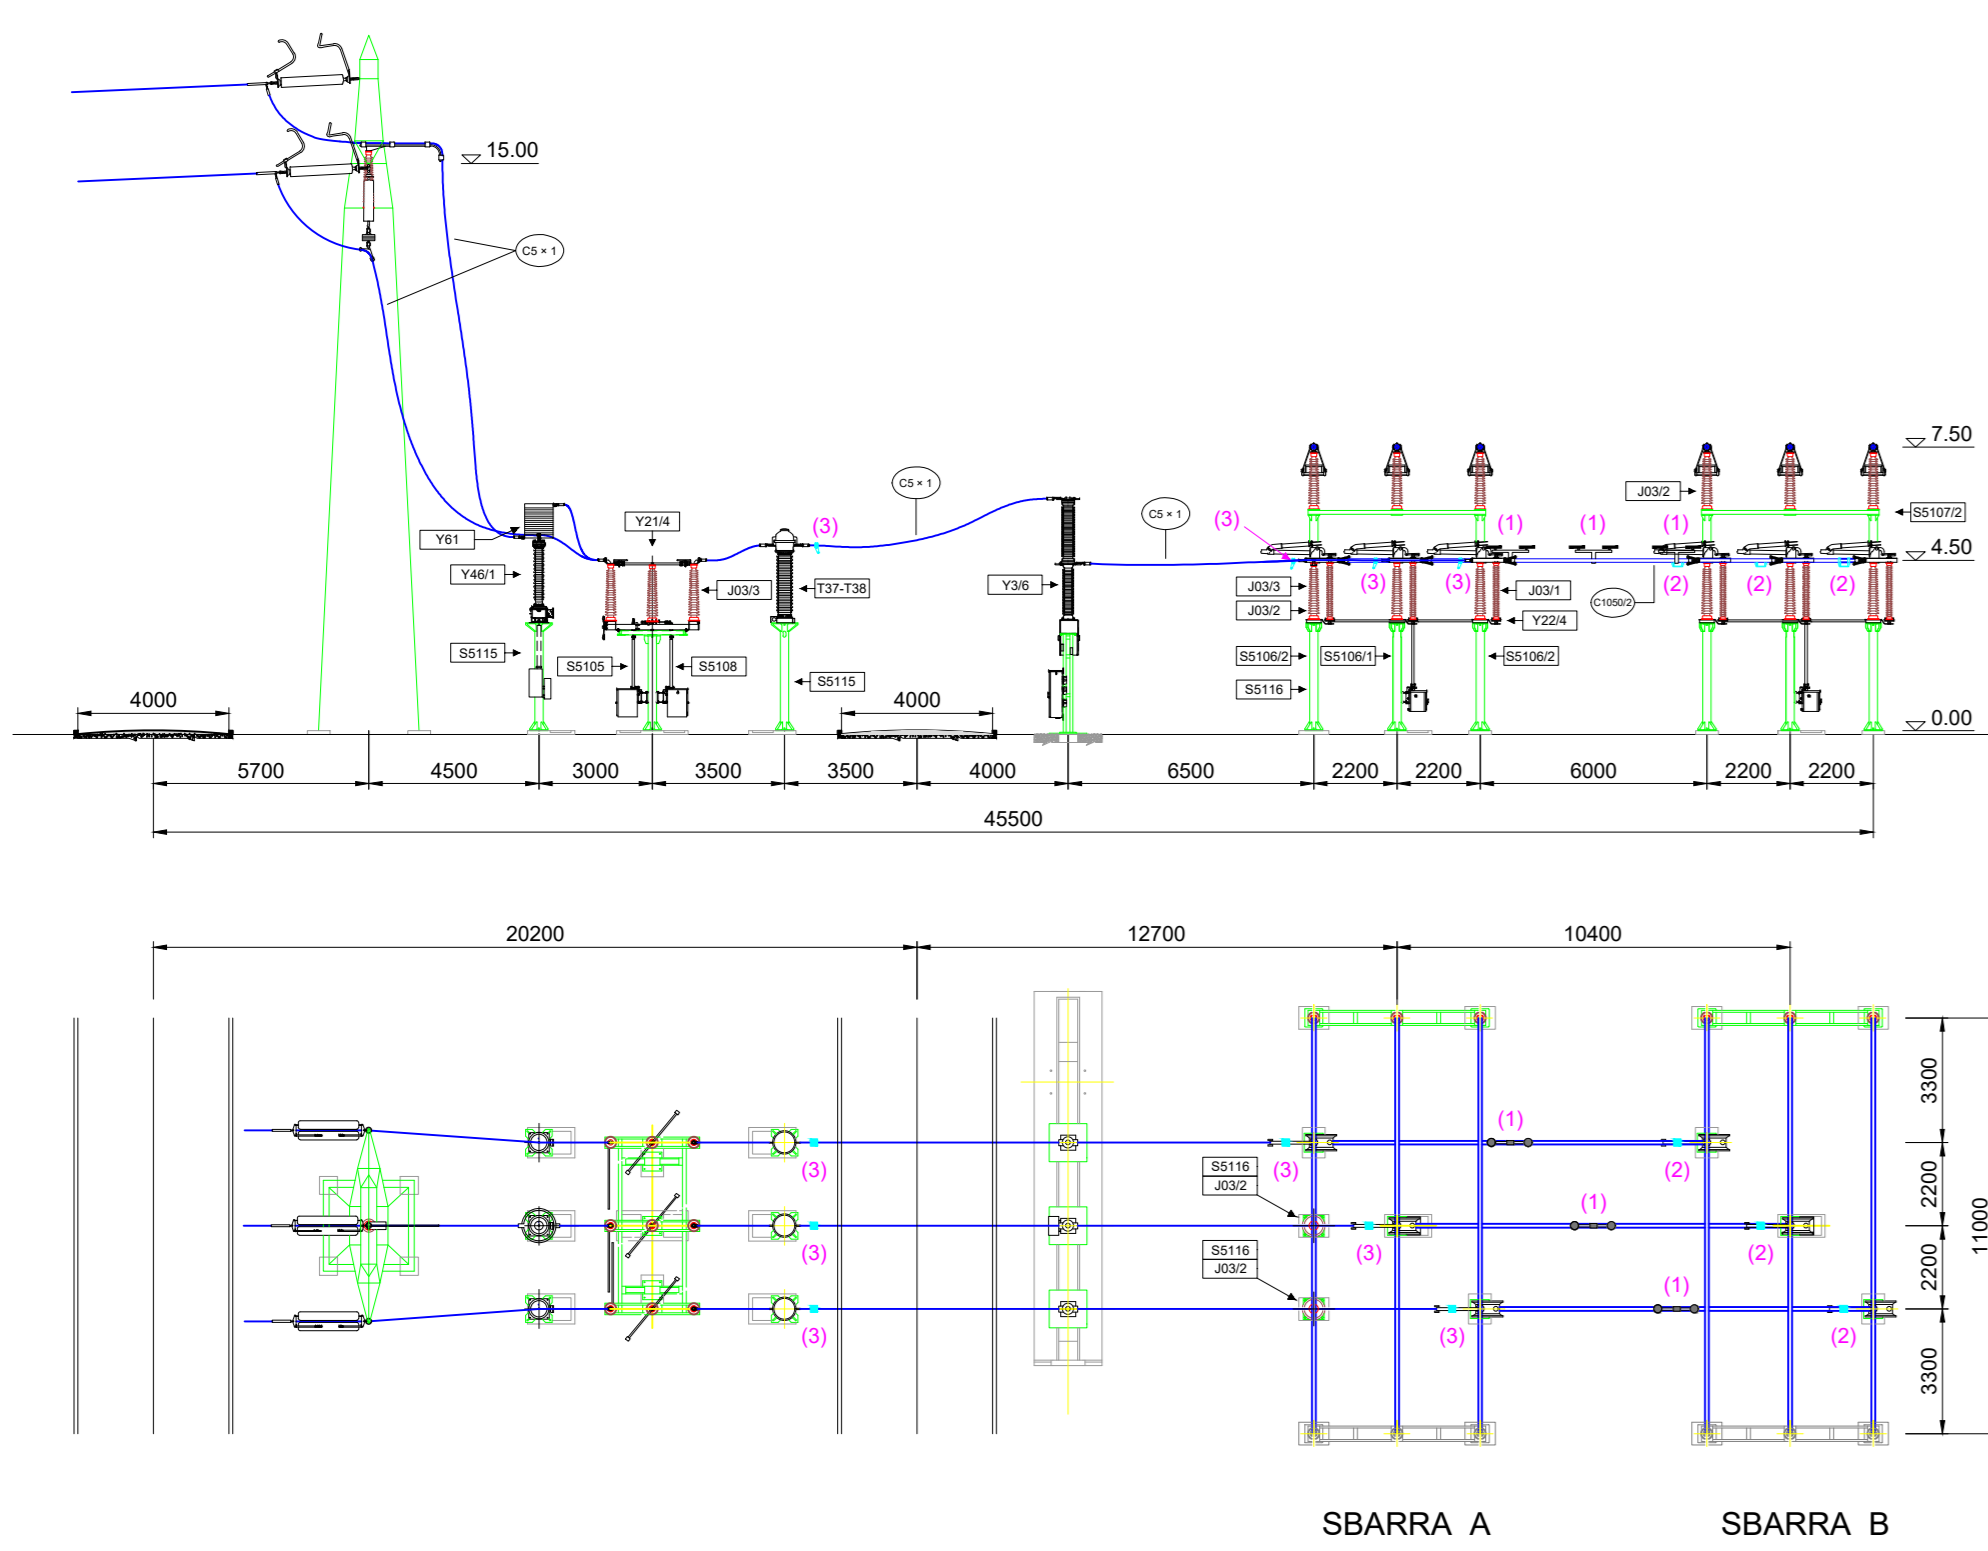 15.00
C5 × 1
7.50
J03/2
S5107/2
C5 × 1
C5 × 1
Y21/4
(3)
(3)
(1)
(1)
(1)
Y61
4.50
Y46/1
J03/3
T37-T38
Y3/6
J03/3
(3)
(3)
J03/1
(2)
(2)
(2)
J03/2
C1050/2
Y22/4
S5115
S5105
S5108
S5106/2
S5106/1
S5106/2
S5115
S5116
4000
4000
0.00
5700
4500
3000
3500
3500
4000
6500
2200
2200
6000
2200
2200
45500
20200
12700
10400
3300
(1)
(3)
(3)
(2)
S5116
J03/2
2200
(1)
(3)
(3)
(2)
11000
S5116
J03/2
2200
(1)
(3)
(3)
(2)
3300
SBARRA A
SBARRA B